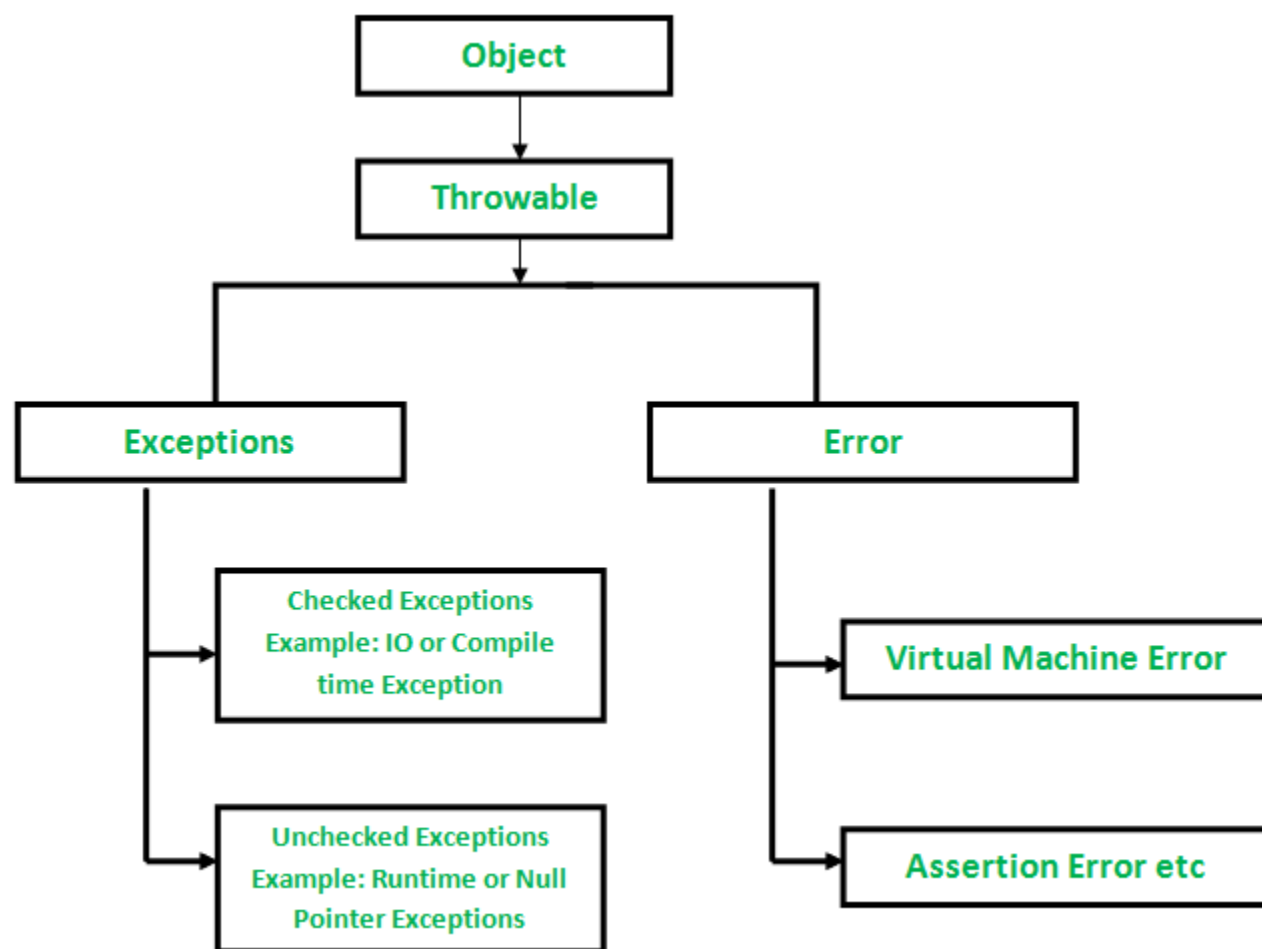 Object
Throwable
Exceptions
Error
Checked Exceptions
Example: IO or Compile
time Exception
Virtual Machine Error
Unchecked Exceptions
Example: Runtime or Null
Pointer Exceptions
Assertion Error etc